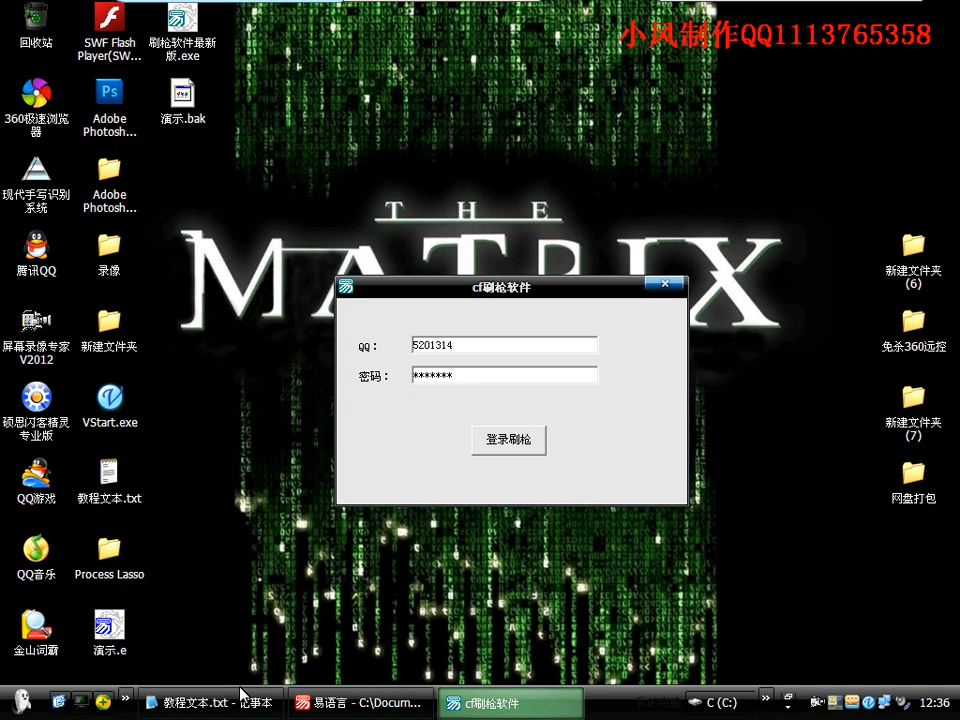 小风制作QQ1113765358
回收站
SWF Flash
Player(SW...
刷枪软件最新
版.exe
360极速浏览
器
Adobe
Photosh...
演示.bak
现代手写识别
系统
Adobe
Photosh...
腾讯QQ
录像
屏幕录像专家
V2012
新建文件夹
硕思闪客精灵
专业版
VStart.exe
QQ游戏
教程文本.txt
QQ音乐
Process Lasso
金山词霸
演示.e
THE
MATRIX
cf刷枪软件
QQ：
5201314
密码：
*******
登录刷枪
新建文件夹
(6)
免杀360远控
新建文件夹
(7)
网盘打包
教程文本.txt - 记事本
易语言 - C:\Docum...
cf刷枪软件
C (C:)
12:36